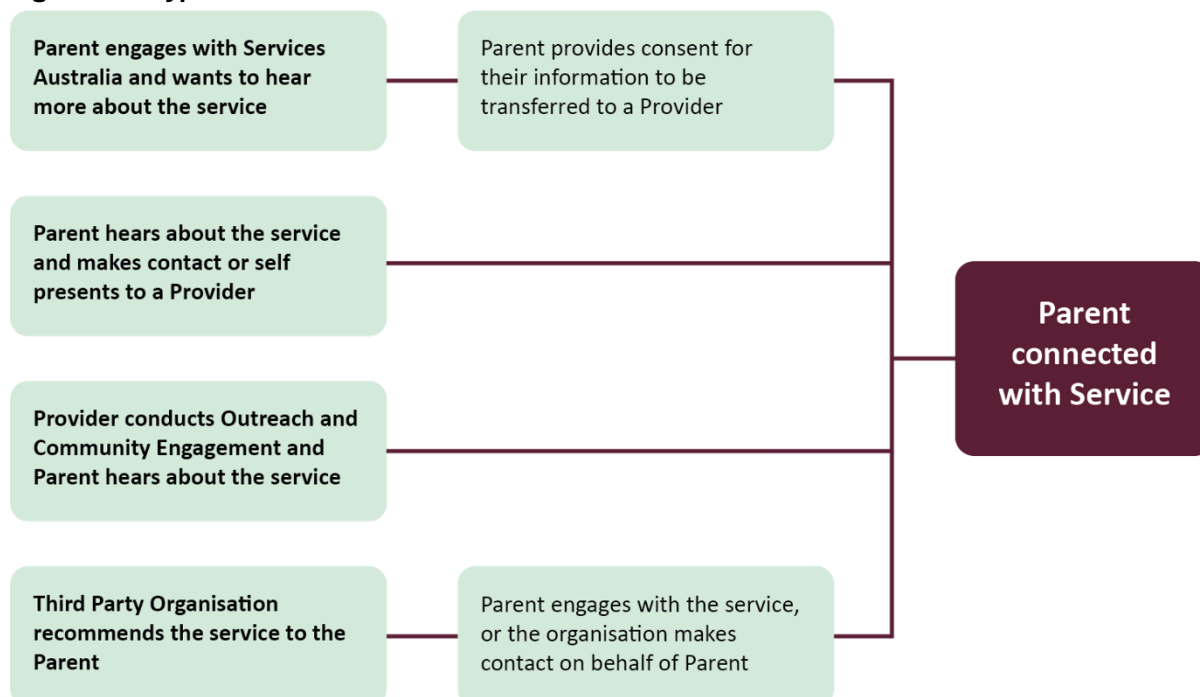 Parent engages with Services
Australia and wants to hear
more about the service
Parent provides consent for
their information to be
transferred to a Provider
Parent hears about the service
and makes contact or self
presents to a Provider
Parent
connected
with Service
Provider conducts Outreach and
Community Engagement and
Parent hears about the service
Third Party Organisation
recommends the service to the
Parent
Parent engages with the service,
or the organisation makes
contact on behalf of Parent